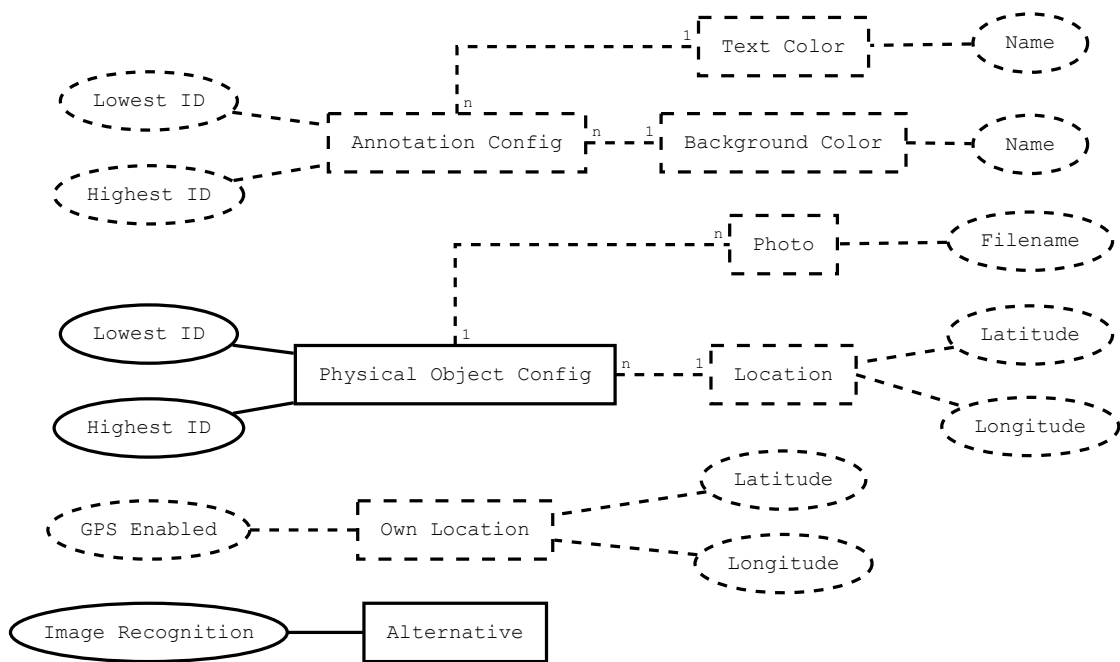 1
Text Color
Name
Lowest ID
n
Annotation Config
n
1
Background Color
Name
Highest ID
n
Photo
Filename
Lowest ID
1
Latitude
Physical Object Config
n
1
Location
Highest ID
Longitude
Latitude
GPS Enabled
Own Location
Longitude
Image Recognition
Alternative